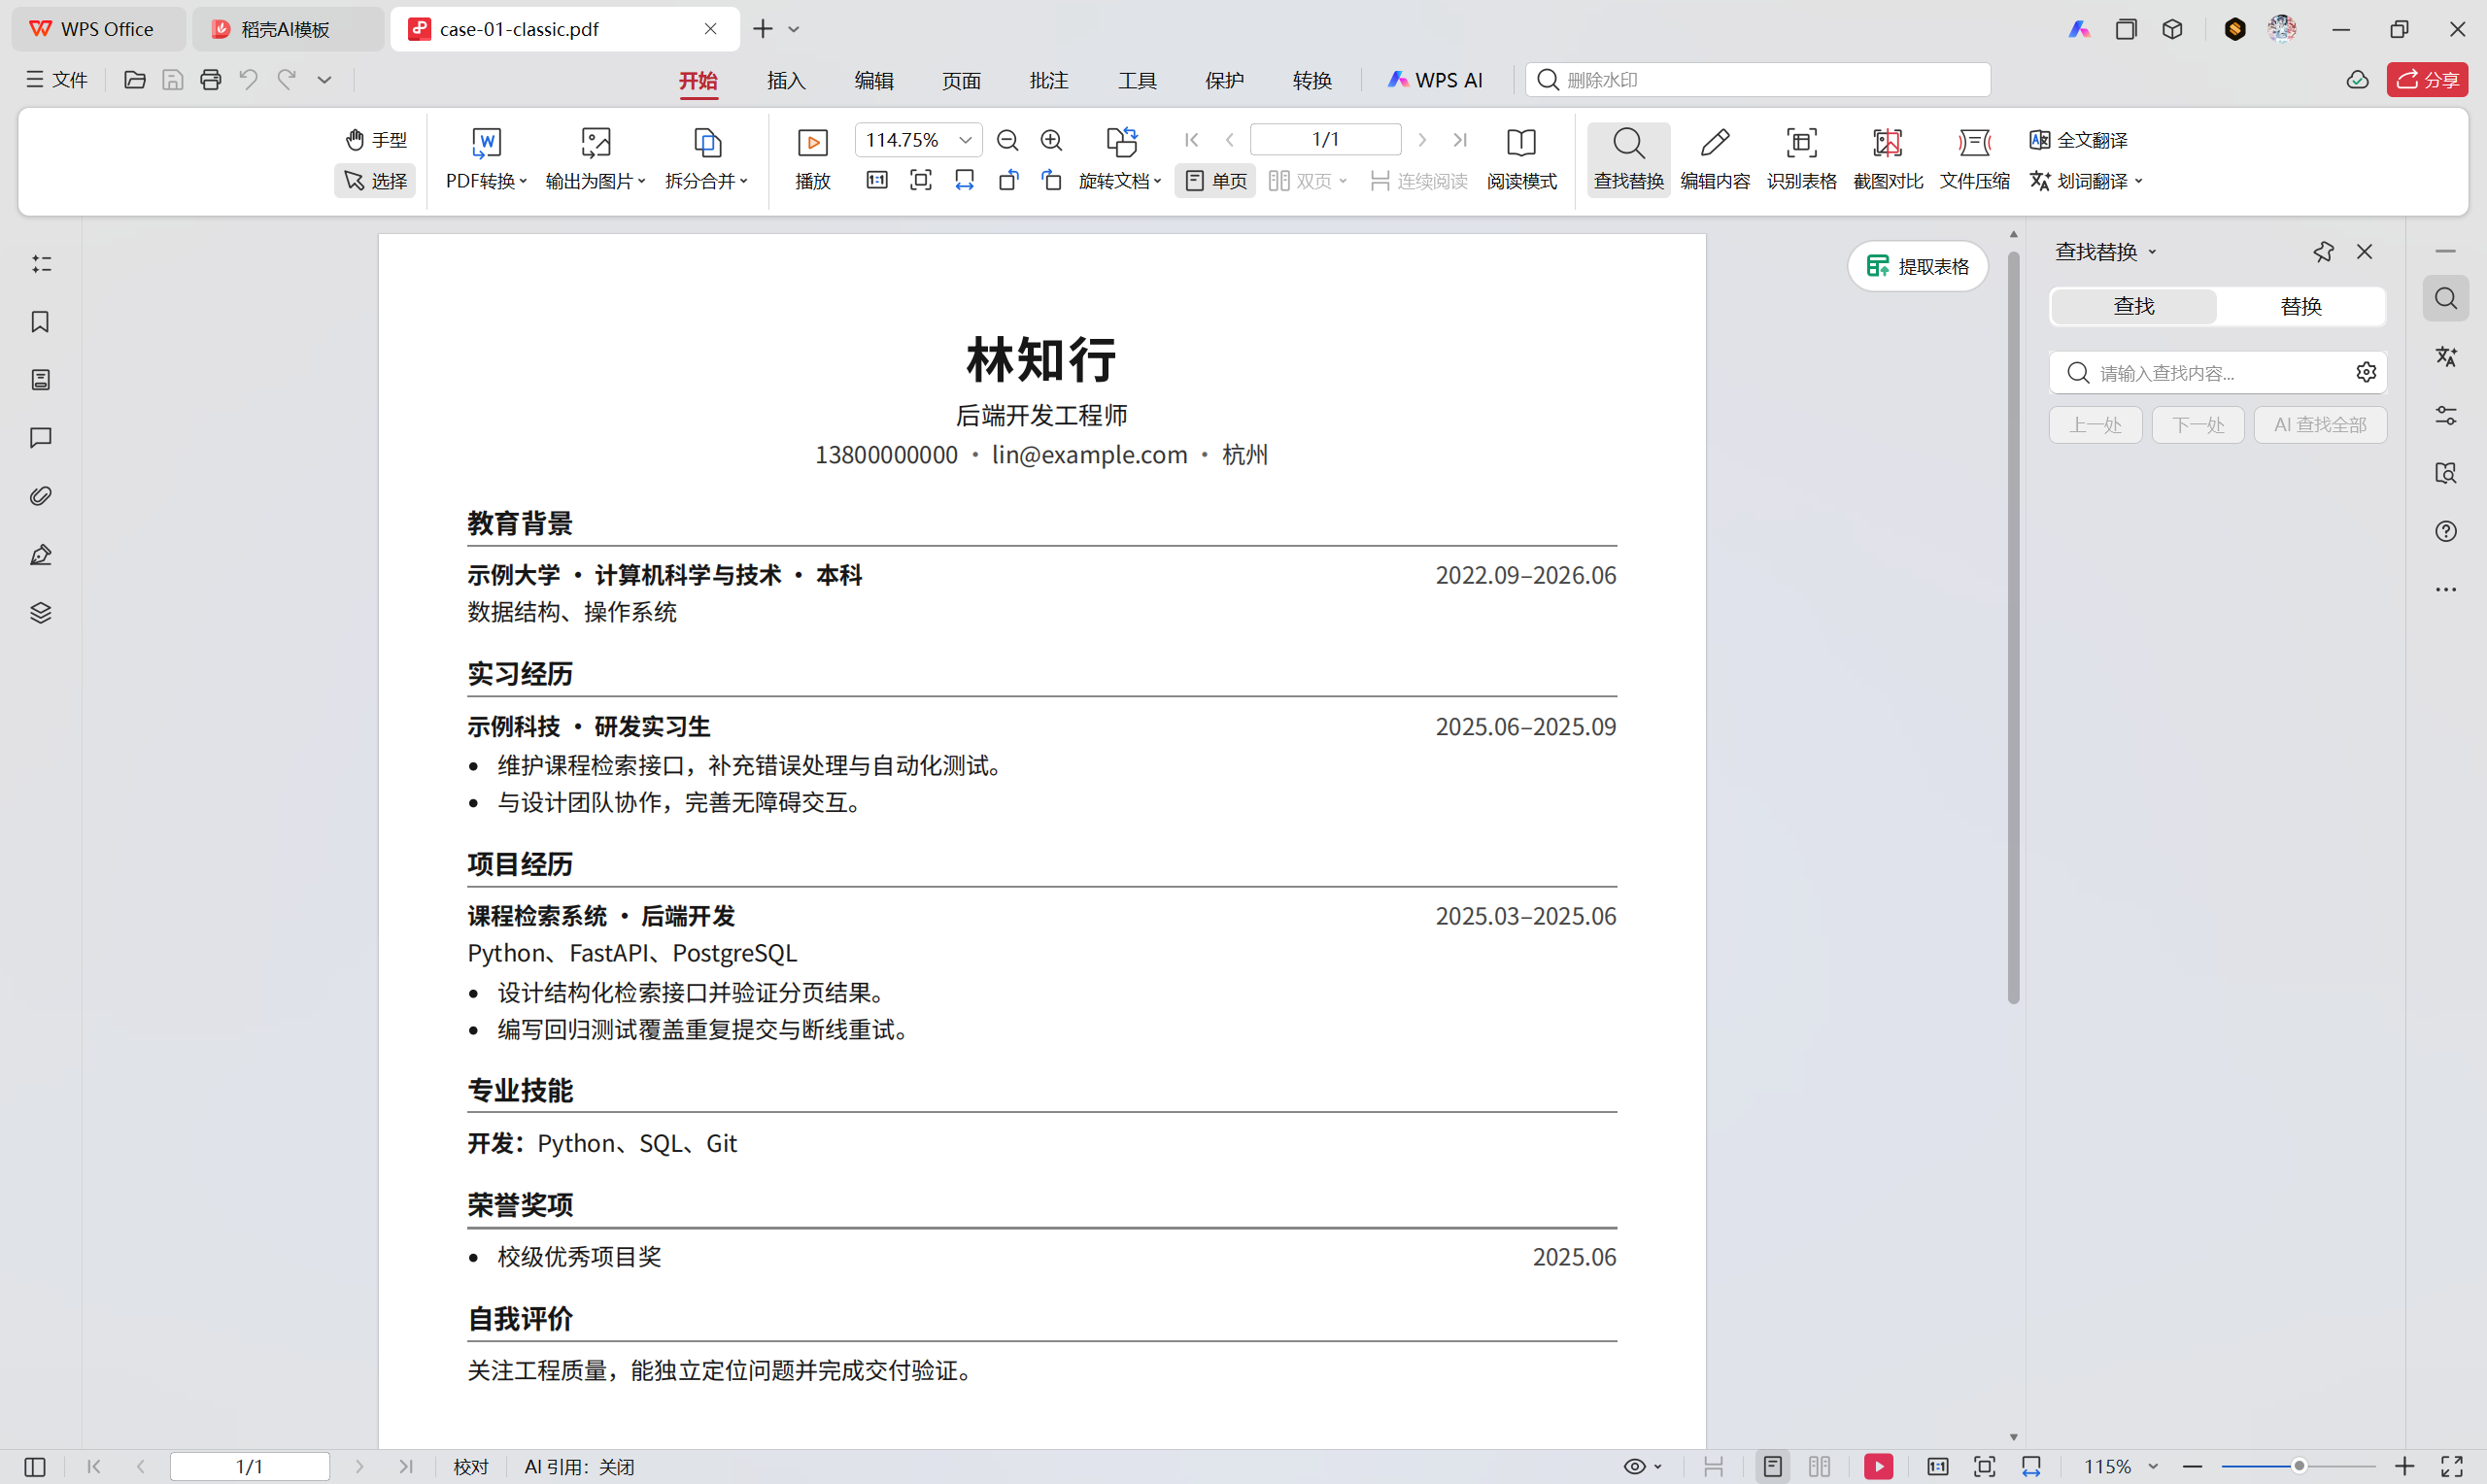 WPS Office
稻壳AI模板
case-01-classic.pdf
文件
开始
插入
编辑
页面
批注
工具
保护
转换
WPS AI
删除水印
分享
手型
选择
PDF转换
输出为图片
拆分合并
播放
114.75%
旋转文档
1/1
单页
双页
连续阅读
阅读模式
查找替换
编辑内容
识别表格
截图对比
文件压缩
全文翻译
划词翻译
提取表格
查找替换
查找
替换
请输入查找内容...
上一处
下一处
AI 查找全部
林知行
后端开发工程师
13800000000 • lin@example.com • 杭州
教育背景
示例大学 • 计算机科学与技术 • 本科 2022.09–2026.06
数据结构、操作系统
实习经历
示例科技 • 研发实习生 2025.06–2025.09
• 维护课程检索接口，补充错误处理与自动化测试。
• 与设计团队协作，完善无障碍交互。
项目经历
课程检索系统 • 后端开发 2025.03–2025.06
Python、FastAPI、PostgreSQL
• 设计结构化检索接口并验证分页结果。
• 编写回归测试覆盖重复提交与断线重试。
专业技能
开发：Python、SQL、Git
荣誉奖项
• 校级优秀项目奖 2025.06
自我评价
关注工程质量，能独立定位问题并完成交付验证。
1/1
校对
AI 引用：关闭
115%